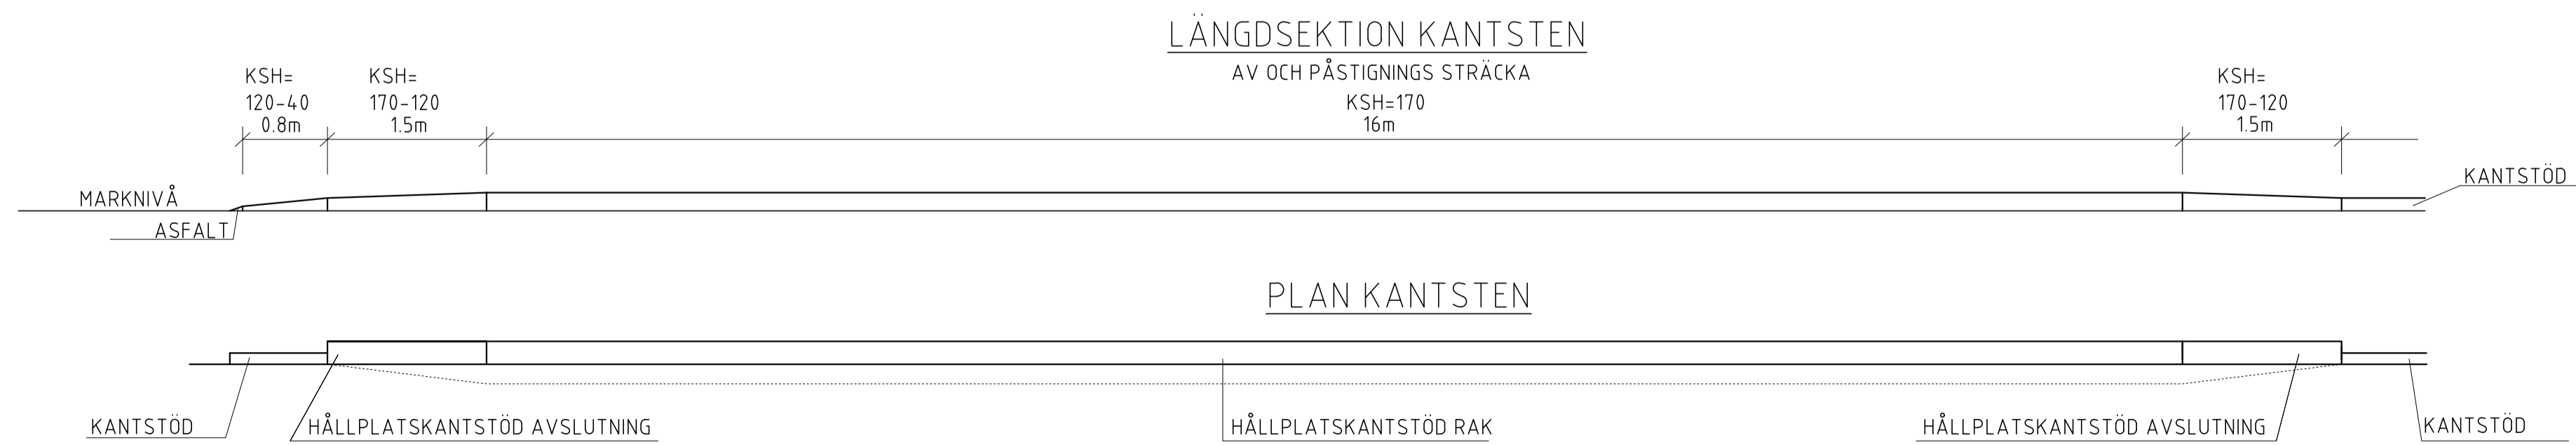 LÄNGDSEKTION KANTSTEN
AV OCH PÅSTIGNINGS STRÄCKA
KSH=
120-40
0.8m
KSH=
170-120
1.5m
KSH=170
16m
KSH=
170-120
1.5m
MARKNIVÅ
ASFALT
KANTSTÖD
PLAN KANTSTEN
KANTSTÖD
HÅLLPLATSKANTSTÖD AVSLUTNING
HÅLLPLATSKANTSTÖD RAK
HÅLLPLATSKANTSTÖD AVSLUTNING
KANTSTÖD